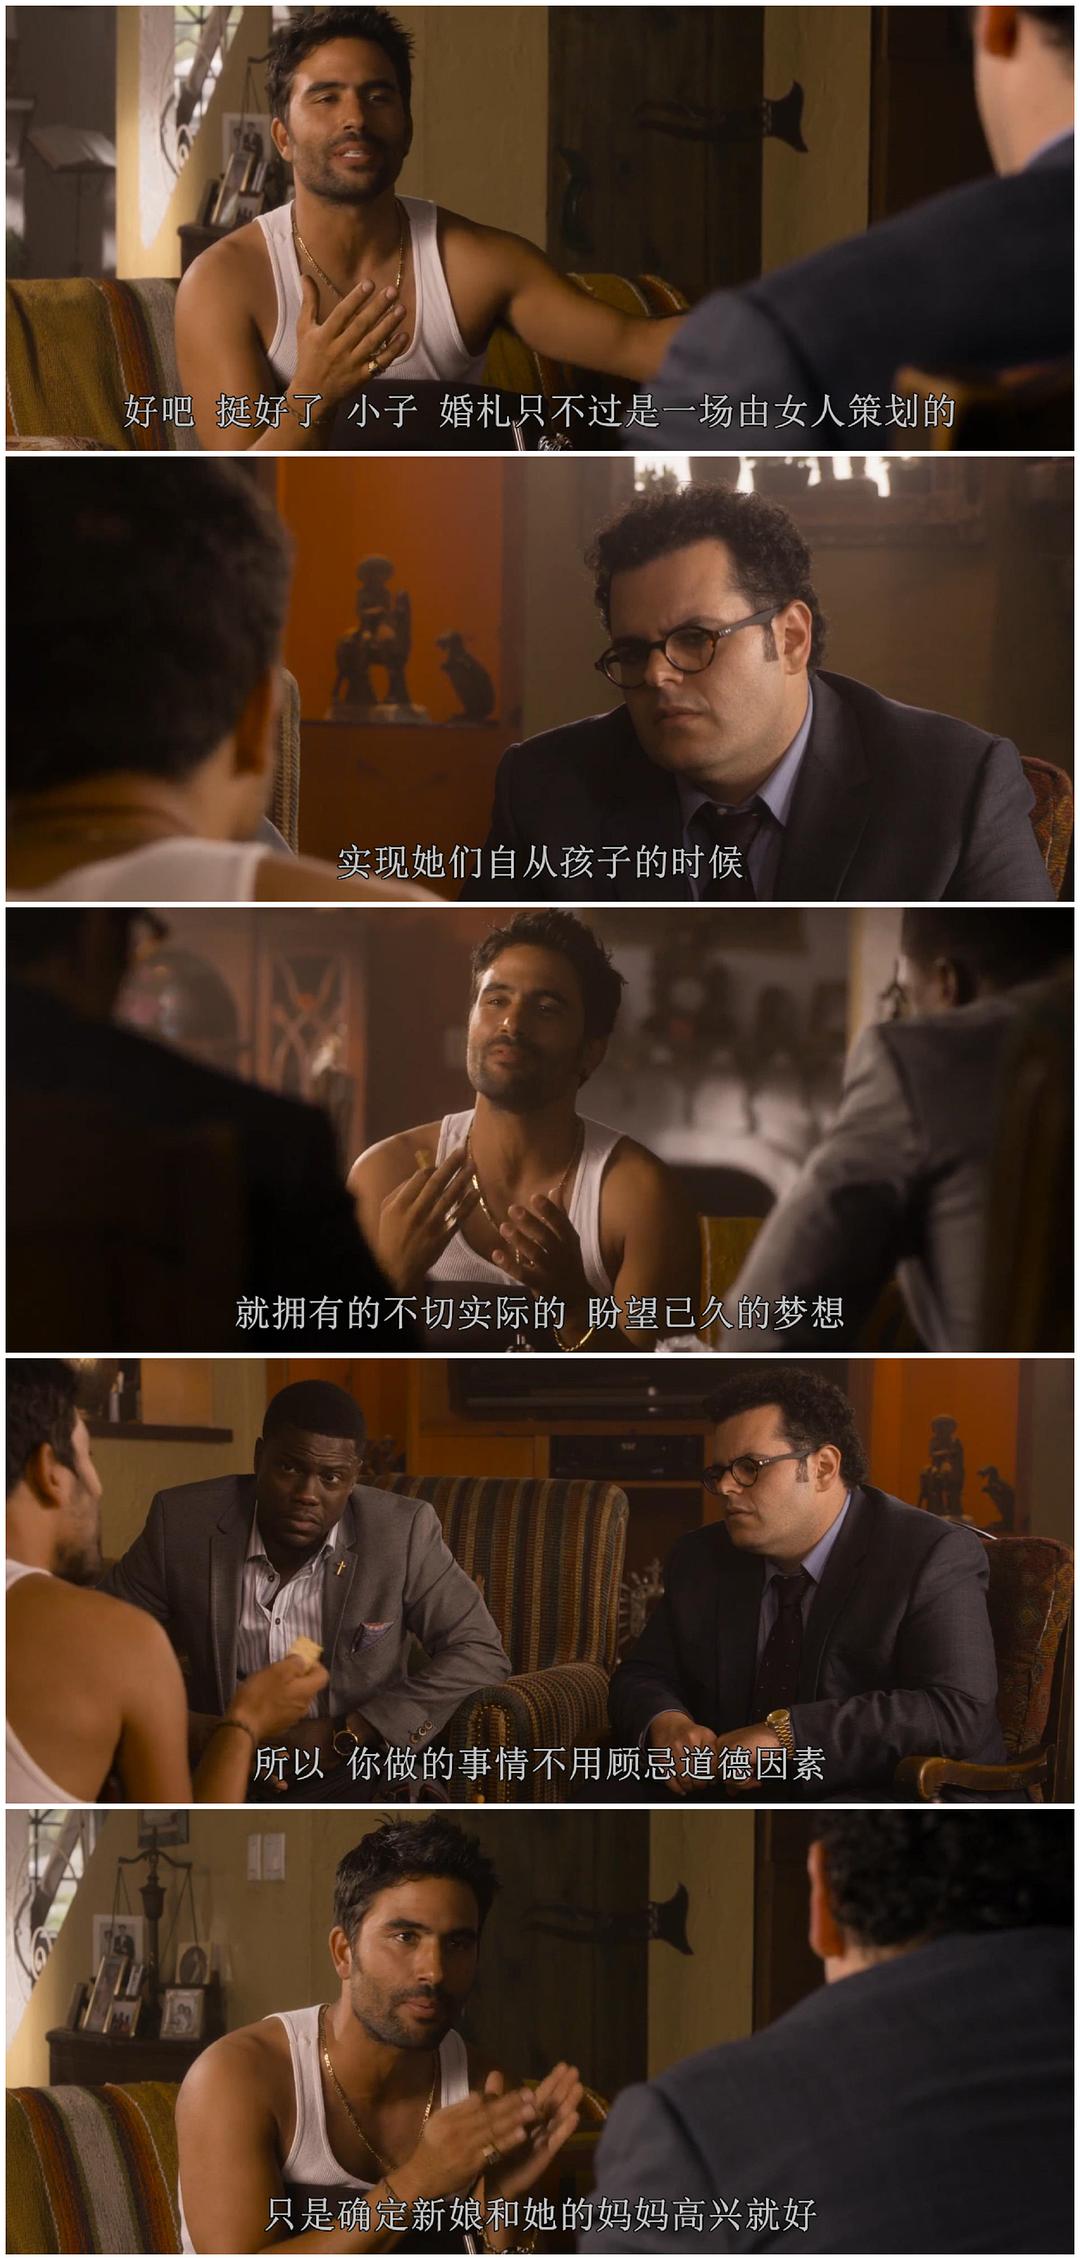 好吧 挺好了 小子 婚札只不过是一场由女人策划的
实现她们自从孩子的时候
就拥有的不切实际的 盼望已久的梦想
所以 你做的事情不用顾忌道德因素
只是确定新娘和她的妈妈高兴就好